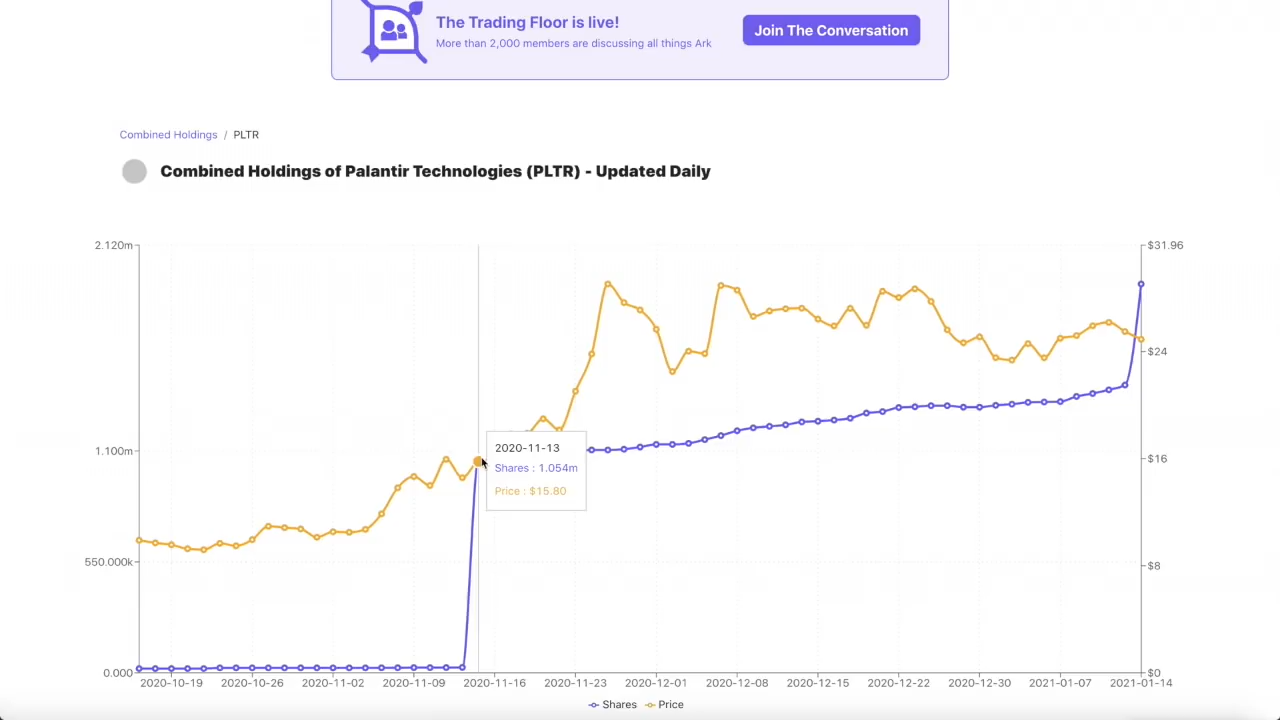 The Trading Floor is live!
More than 2,000 members are discussing all things Ark
Join The Conversation
Combined Holdings / PLTR
Combined Holdings of Palantir Technologies (PLTR) - Updated Daily
2.120m
$31.96
$24
1.100m
$16
2020-11-13
Shares : 1.054m
Price : $15.80
550.000k
$8
0.000
$0
2020-10-19 2020-10-26 2020-11-02 2020-11-09 2020-11-16 2020-11-23 2020-12-01 2020-12-08 2020-12-15 2020-12-22 2020-12-30 2021-01-07 2021-01-14
Shares Price